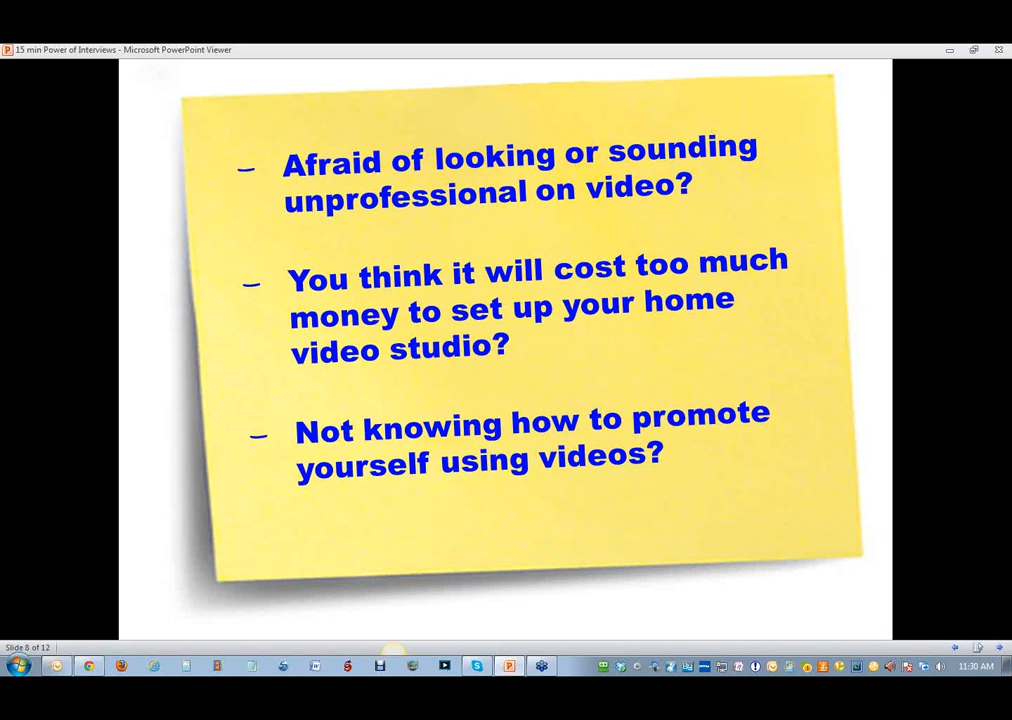 15 min Power of Interviews - Microsoft PowerPoint Viewer
– Afraid of looking or sounding
unprofessional on video?
– You think it will cost too much
money to set up your home
video studio?
– Not knowing how to promote
yourself using videos?
Slide 8 of 12
11:30 AM